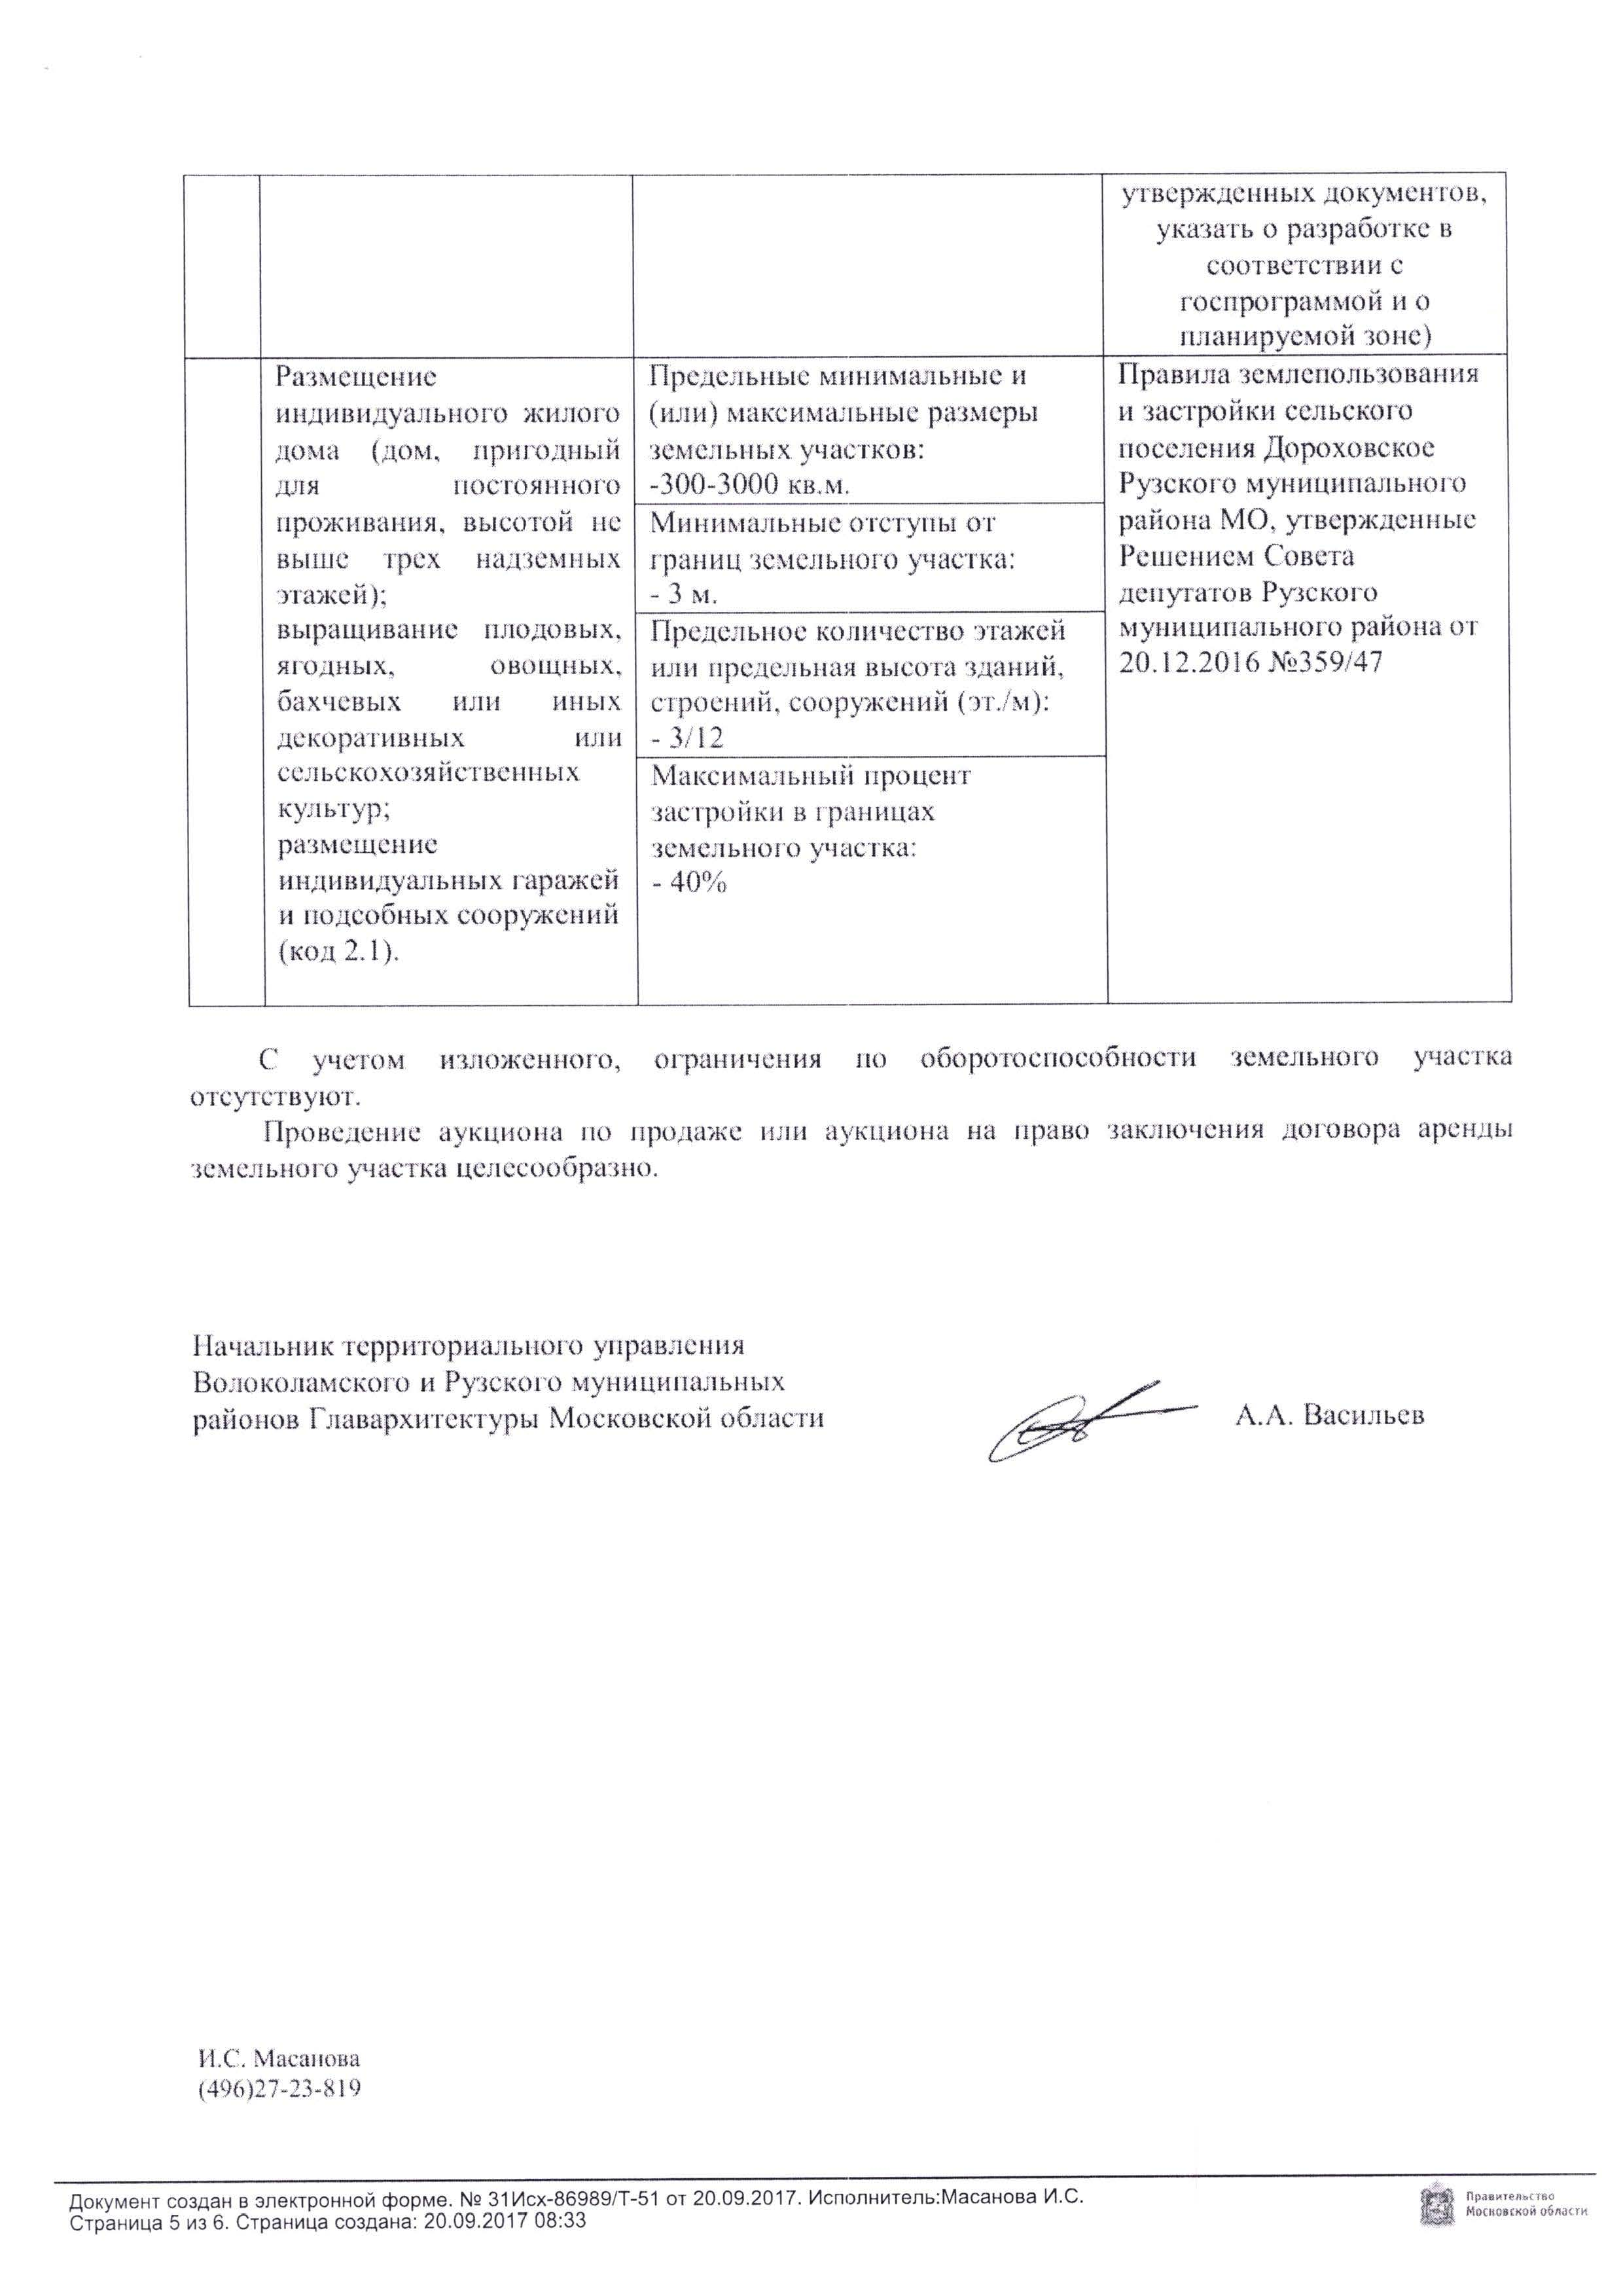 утвержденных документов,
указать о разработке в
соответствии с
госпрограммой и о
планируемой зоне)
Размещение
индивидуального жилого
дома (дом, пригодный
для постоянного
проживания, высотой не
выше трех надземных
этажей);
выращивание плодовых,
ягодных, овощных,
бахчевых или иных
декоративных или
сельскохозяйственных
культур;
размещение
индивидуальных гаражей
и подсобных сооружений
(код 2.1).
Предельные минимальные и
(или) максимальные размеры
земельных участков:
-300-3000 кв.м.
Минимальные отступы от
границ земельного участка:
- 3 м.
Предельное количество этажей
или предельная высота зданий,
строений, сооружений (эт./м):
- 3/12
Максимальный процент
застройки в границах
земельного участка:
- 40%
Правила землепользования
и застройки сельского
поселения Дороховское
Рузского муниципального
района МО, утвержденные
Решением Совета
депутатов Рузского
муниципального района от
20.12.2016 №359/47
С учетом изложенного, ограничения по оборотоспособности земельного участка
отсутствуют.
Проведение аукциона по продаже или аукциона на право заключения договора аренды
земельного участка целесообразно.
Начальник территориального управления
Волоколамского и Рузского муниципальных
районов Главархитектуры Московской области
А.А. Васильев
И.С. Масанова
(496)27-23-819
Документ создан в электронной форме. № 31Исх-86989/Т-51 от 20.09.2017. Исполнитель:Масанова И.С.
Страница 5 из 6. Страница создана: 20.09.2017 08:33
Правительство
Московской области